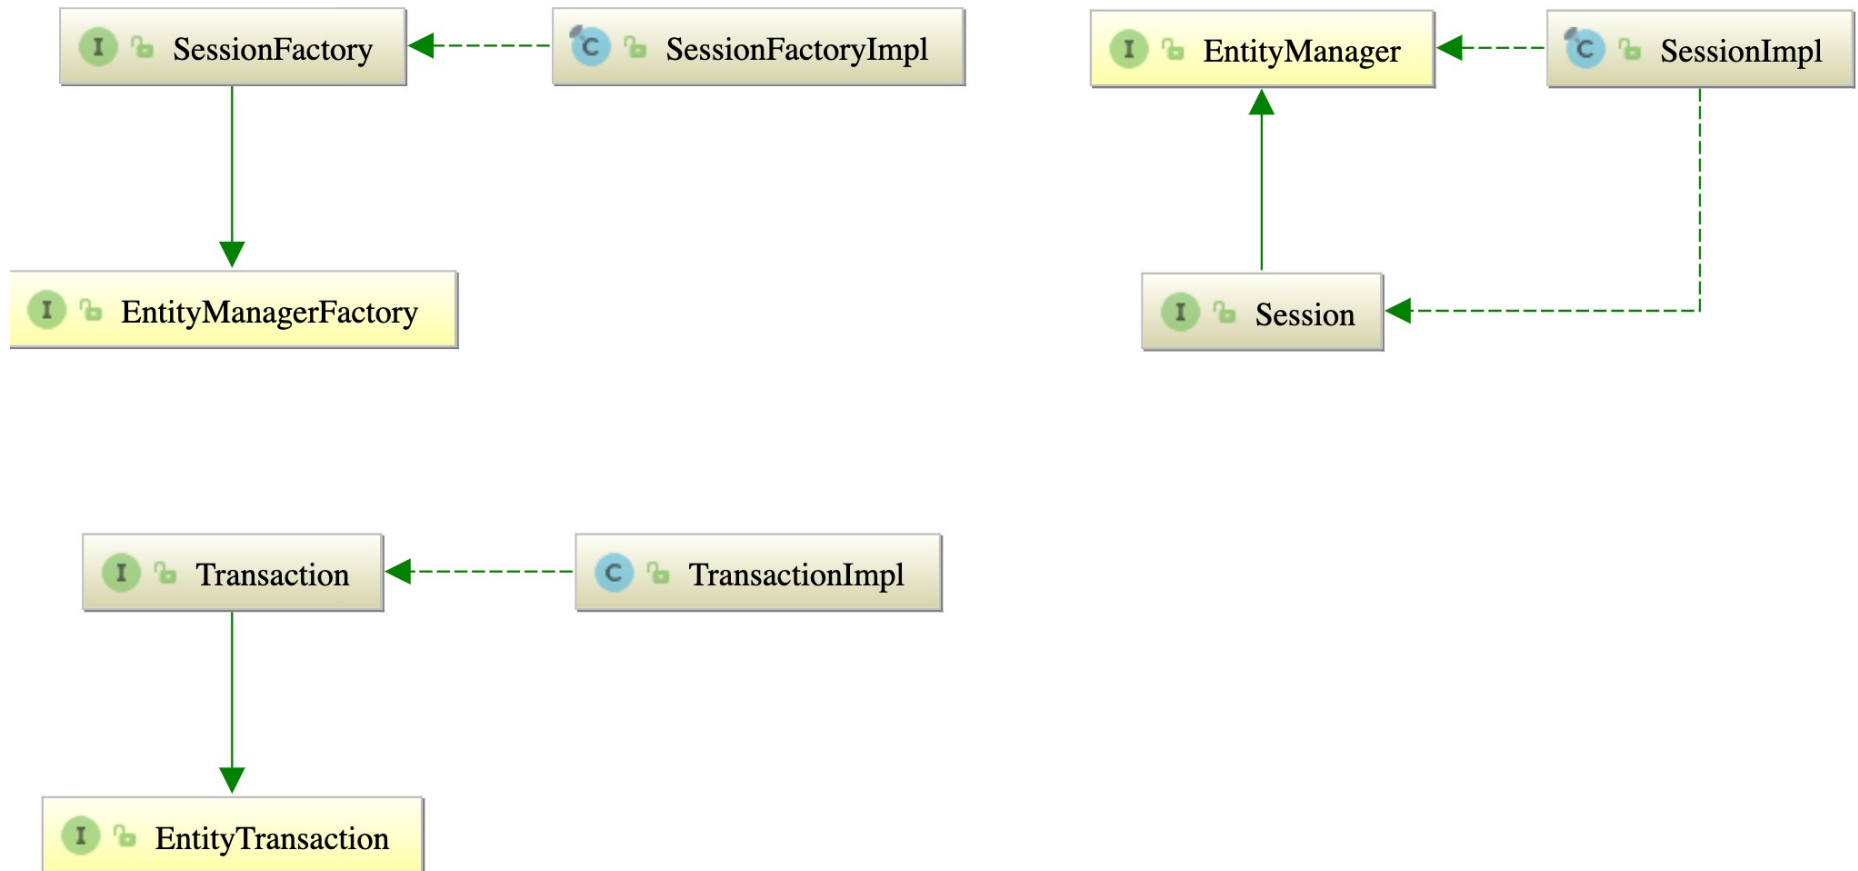 I SessionFactory
C SessionFactoryImpl
I EntityManager
C SessionImpl
I EntityManagerFactory
I Session
I Transaction
C TransactionImpl
I EntityTransaction